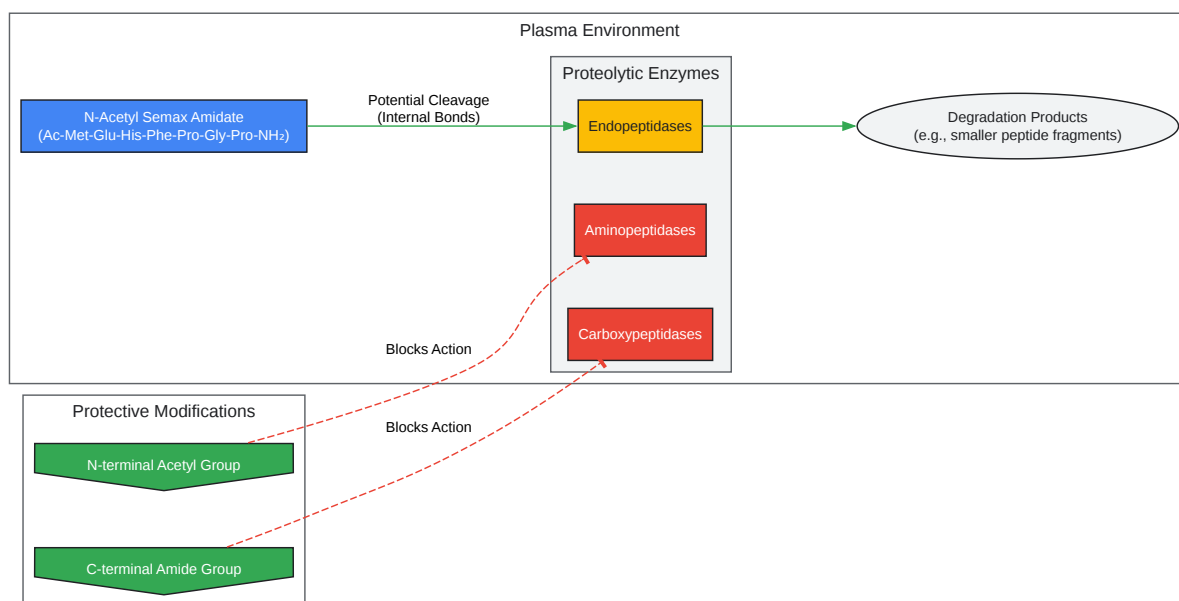 Plasma Environment
Proteolytic Enzymes
N-Acetyl Semax Amidate
(Ac-Met-Glu-His-Phe-Pro-Gly-Pro-NH₂)
Potential Cleavage
(Internal Bonds)
Endopeptidases
Degradation Products
(e.g., smaller peptide fragments)
Aminopeptidases
Carboxypeptidases
Blocks Action
Protective Modifications
Blocks Action
N-terminal Acetyl Group
C-terminal Amide Group